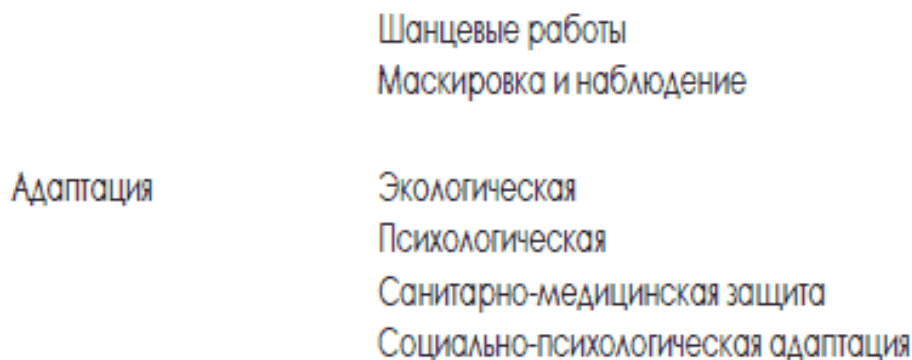 Шанцевые работы
Маскировка и наблюдение
Адаптация Экологическая
Психологическая
Санитарно-медицинская защита
Социально-психологическая адаптация